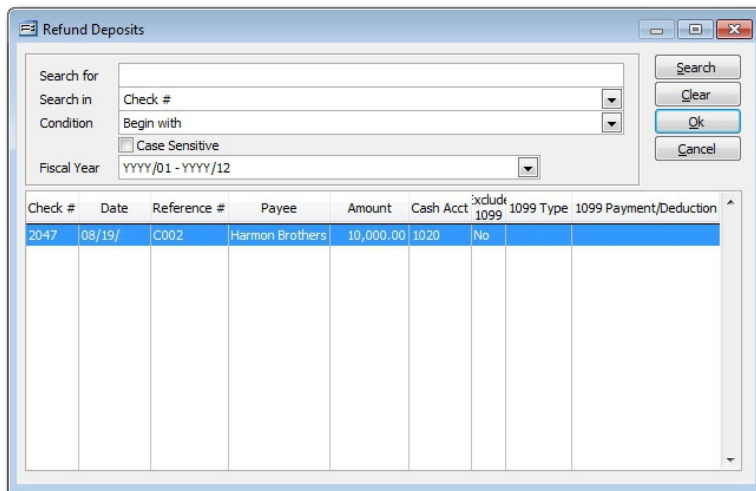 Refund Deposits
Search for
Search
Search in Check #
Clear
Condition Begin with
Ok
Case Sensitive
Cancel
Fiscal Year YYYY/01 - YYYY/12
Check # Date Reference # Payee Amount Cash Acct Exclude 1099 1099 Type 1099 Payment/Deduction
2047 08/19/ C002 Harmon Brothers 10,000.00 1020 No